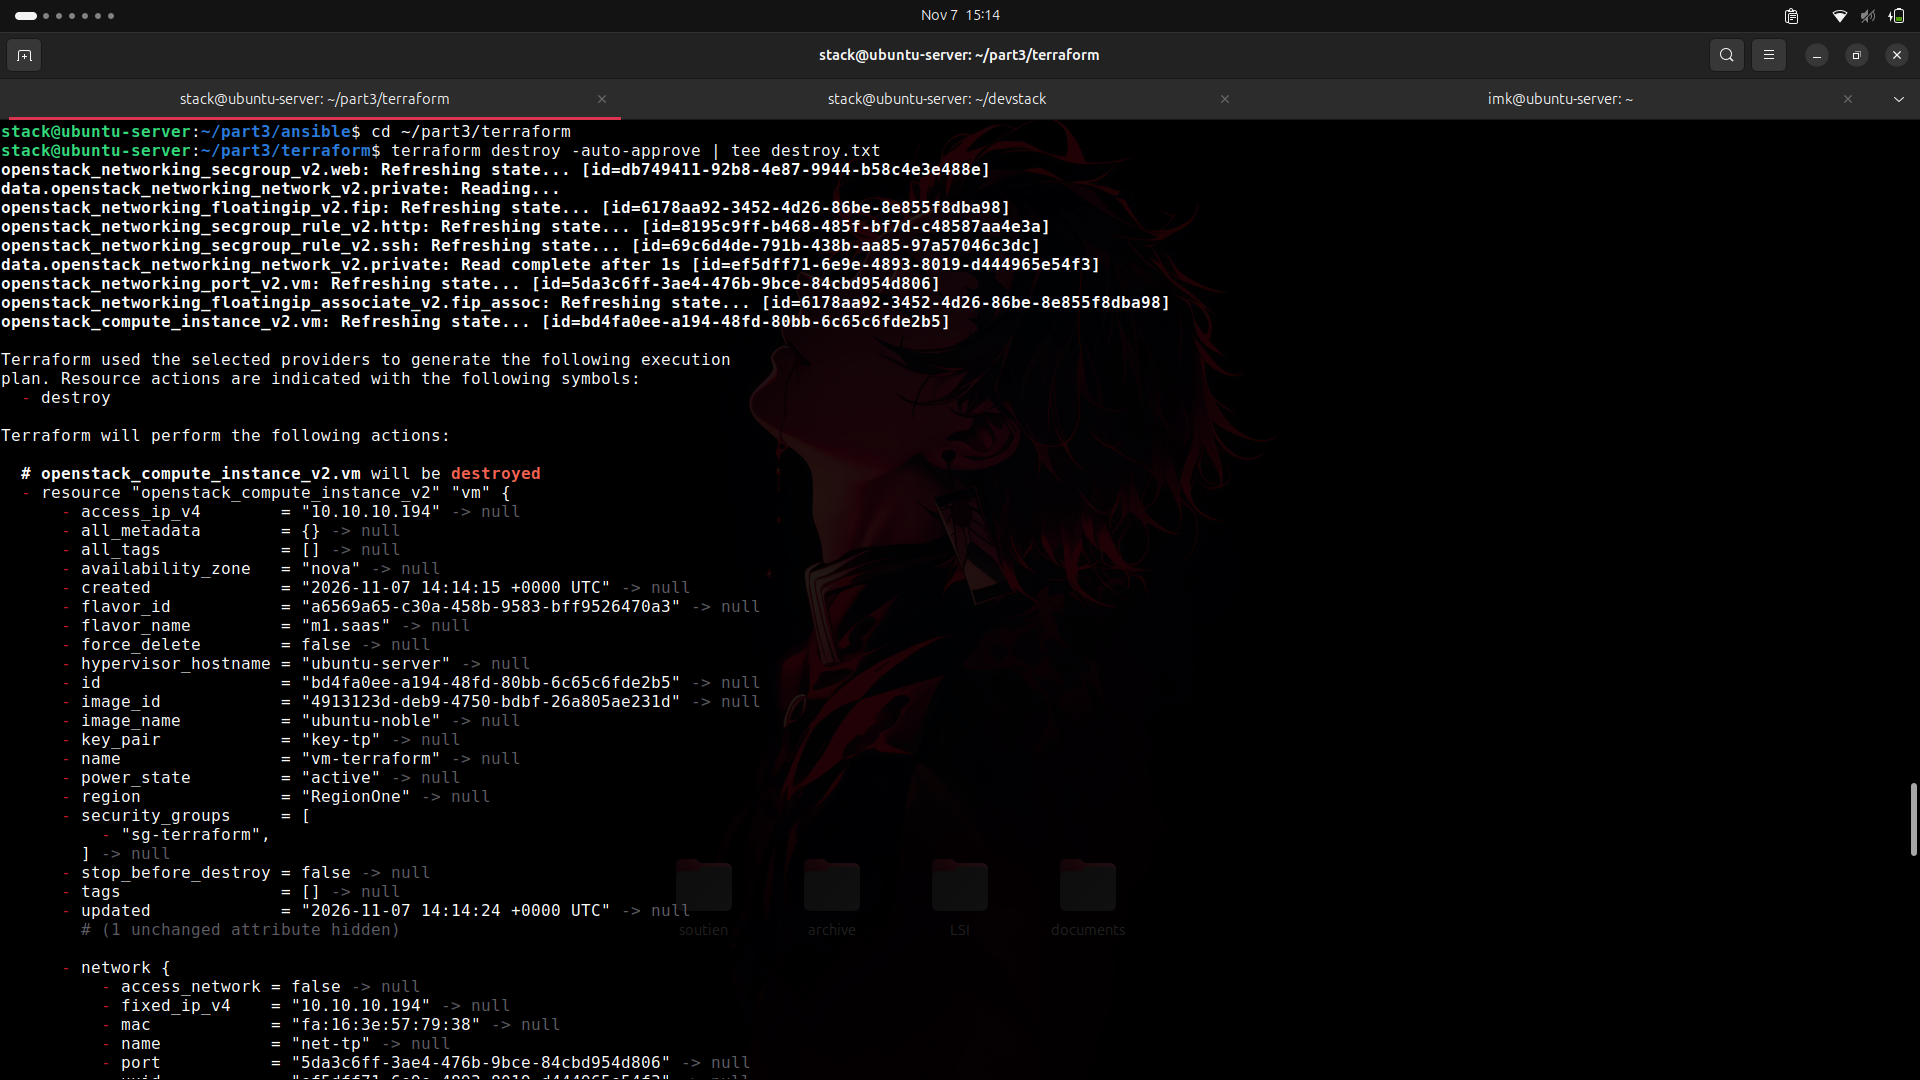 Nov 7 15:14
stack@ubuntu-server: ~/part3/terraform
stack@ubuntu-server: ~/part3/terraform
stack@ubuntu-server: ~/devstack
imk@ubuntu-server: ~
stack@ubuntu-server:~/part3/ansible$ cd ~/part3/terraform
stack@ubuntu-server:~/part3/terraform$ terraform destroy -auto-approve | tee destroy.txt
openstack_networking_secgroup_v2.web: Refreshing state... [id=db749411-92b8-4e87-9944-b58c4e3e488e]
data.openstack_networking_network_v2.private: Reading...
openstack_networking_floatingip_v2.fip: Refreshing state... [id=6178aa92-3452-4d26-86be-8e855f8dba98]
openstack_networking_secgroup_rule_v2.http: Refreshing state... [id=8195c9ff-b468-485f-bf7d-c48587aa4e3a]
openstack_networking_secgroup_rule_v2.ssh: Refreshing state... [id=69c6d4de-791b-438b-aa85-97a57046c3dc]
data.openstack_networking_network_v2.private: Read complete after 1s [id=ef5dff71-6e9e-4893-8019-d444965e54f3]
openstack_networking_port_v2.vm: Refreshing state... [id=5da3c6ff-3ae4-476b-9bce-84cbd954d806]
openstack_networking_floatingip_associate_v2.fip_assoc: Refreshing state... [id=6178aa92-3452-4d26-86be-8e855f8dba98]
openstack_compute_instance_v2.vm: Refreshing state... [id=bd4fa0ee-a194-48fd-80bb-6c65c6fde2b5]
Terraform used the selected providers to generate the following execution
plan. Resource actions are indicated with the following symbols:
- destroy
Terraform will perform the following actions:
# openstack_compute_instance_v2.vm will be destroyed
- resource "openstack_compute_instance_v2" "vm" {
- access_ip_v4 = "10.10.10.194" -> null
- all_metadata = {} -> null
- all_tags = [] -> null
- availability_zone = "nova" -> null
- created = "2026-11-07 14:14:15 +0000 UTC" -> null
- flavor_id = "a6569a65-c30a-458b-9583-bff9526470a3" -> null
- flavor_name = "m1.saas" -> null
- force_delete = false -> null
- hypervisor_hostname = "ubuntu-server" -> null
- id = "bd4fa0ee-a194-48fd-80bb-6c65c6fde2b5" -> null
- image_id = "4913123d-deb9-4750-bdbf-26a805ae231d" -> null
- image_name = "ubuntu-noble" -> null
- key_pair = "key-tp" -> null
- name = "vm-terraform" -> null
- power_state = "active" -> null
- region = "RegionOne" -> null
- security_groups = [
- "sg-terraform",
] -> null
- stop_before_destroy = false -> null
- tags = [] -> null
- updated = "2026-11-07 14:14:24 +0000 UTC" -> null
# (1 unchanged attribute hidden)
soutien
archive
LSI
documents
- network {
- access_network = false -> null
- fixed_ip_v4 = "10.10.10.194" -> null
- mac = "fa:16:3e:57:79:38" -> null
- name = "net-tp" -> null
- port = "5da3c6ff-3ae4-476b-9bce-84cbd954d806" -> null